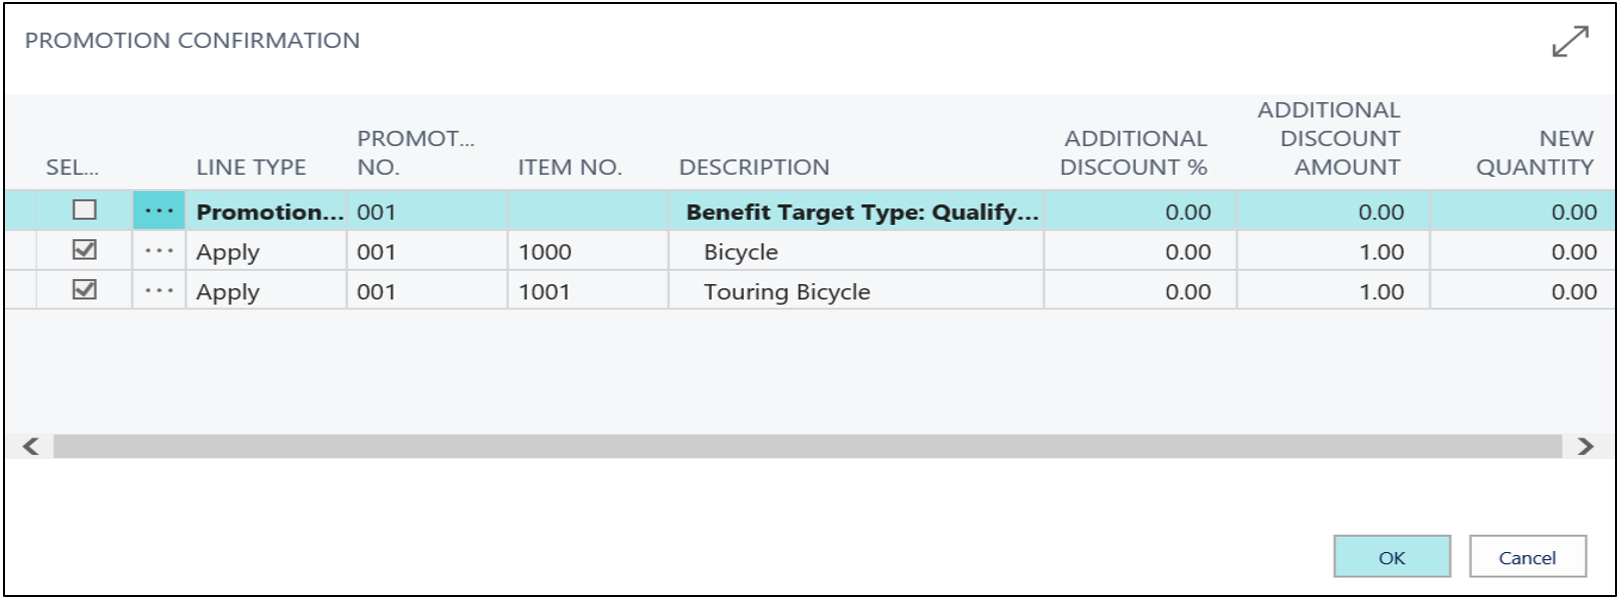 PROMOTION CONFIRMATION
ADDITIONAL
PROMOT... ADDITIONAL DISCOUNT NEW
SEL... LINE TYPE NO. ITEM NO. DESCRIPTION DISCOUNT % AMOUNT QUANTITY
... Promotion... 001 Benefit Target Type: Qualify... 0.00 0.00 0.00
... Apply 001 1000 Bicycle 0.00 1.00 0.00
... Apply 001 1001 Touring Bicycle 0.00 1.00 0.00
OK Cancel